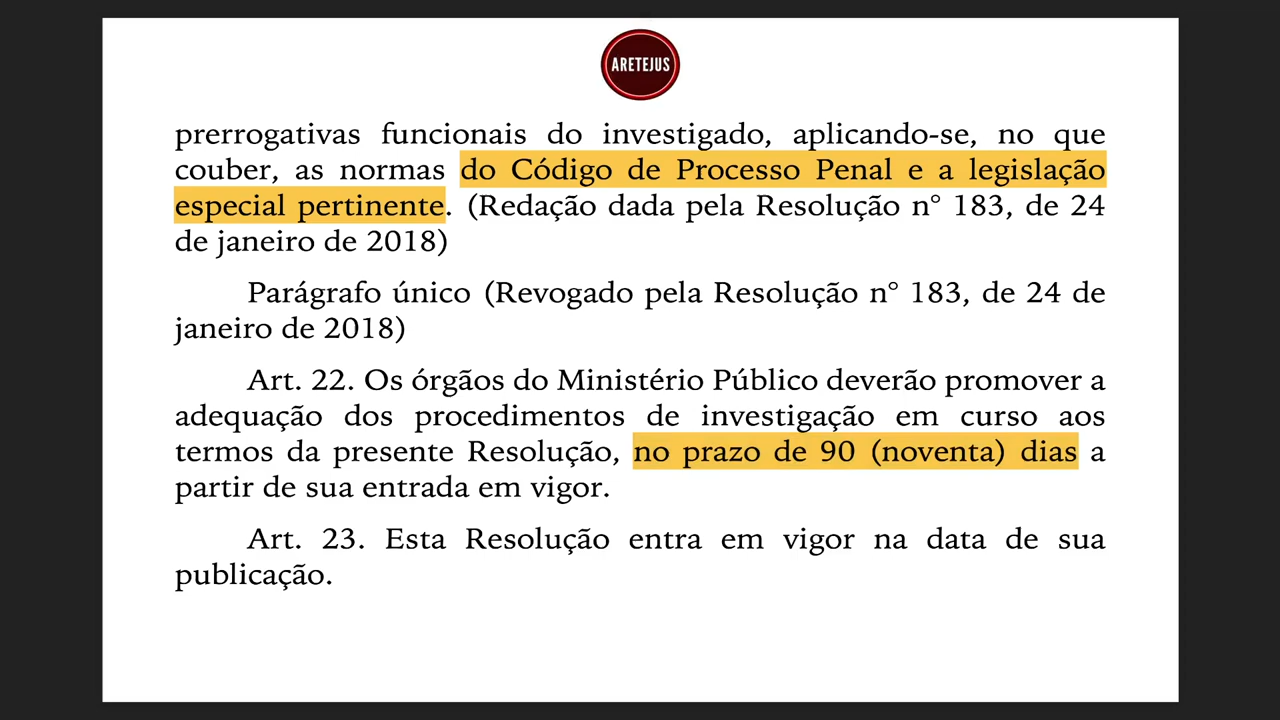 ARETEJUS
prerrogativas funcionais do investigado, aplicando-se, no que
couber, as normas do Código de Processo Penal e a legislação
especial pertinente. (Redação dada pela Resolução n° 183, de 24
de janeiro de 2018)
Parágrafo único (Revogado pela Resolução n° 183, de 24 de
janeiro de 2018)
Art. 22. Os órgãos do Ministério Público deverão promover a
adequação dos procedimentos de investigação em curso aos
termos da presente Resolução, no prazo de 90 (noventa) dias a
partir de sua entrada em vigor.
Art. 23. Esta Resolução entra em vigor na data de sua
publicação.